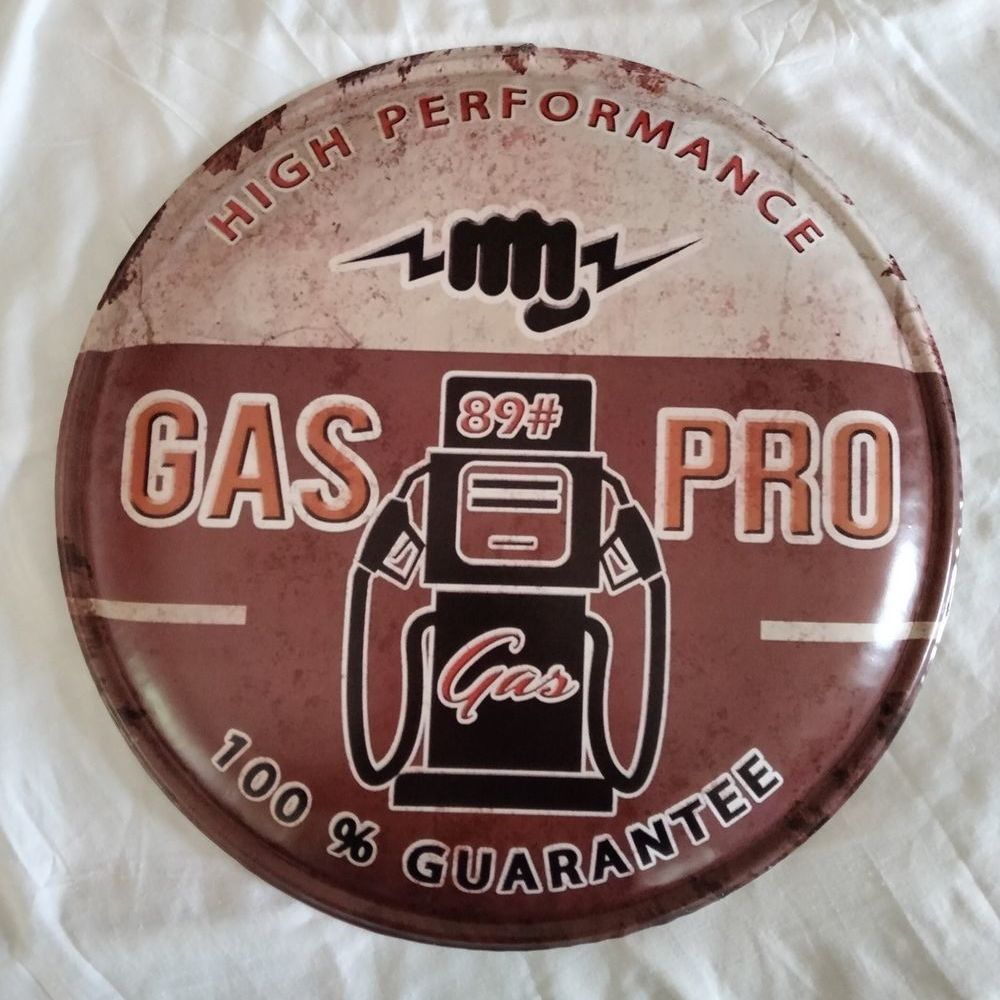 HIGH PERFORMANCE
89#
GAS PRO
Gas
100 % GUARANTEE